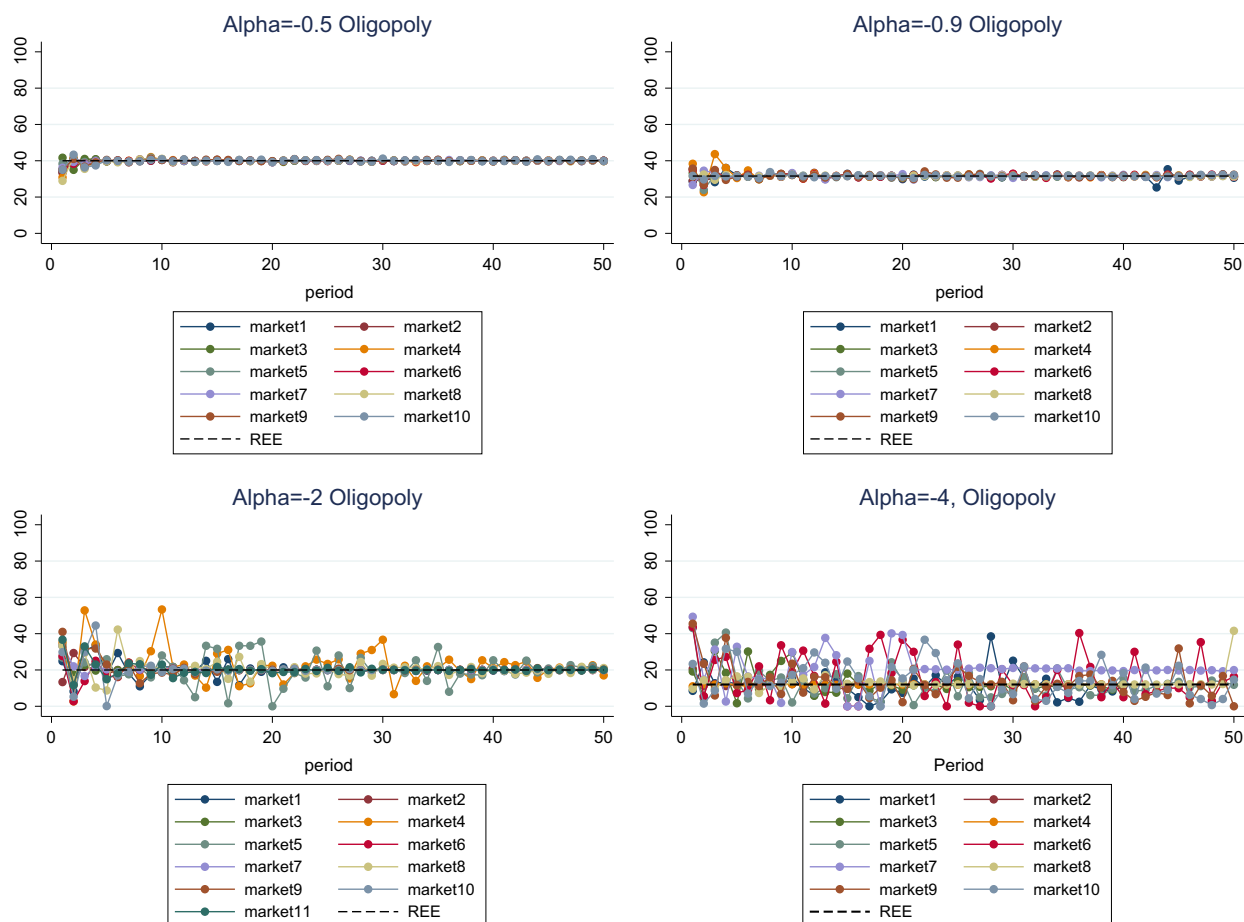 Alpha=-0.5 Oligopoly
100
80
60
40
20
0
0 10 20 30 40 50
period
market1 market2
market3 market4
market5 market6
market7 market8
market9 market10
REE
Alpha=-0.9 Oligopoly
100
80
60
40
20
0
0 10 20 30 40 50
period
market1 market2
market3 market4
market5 market6
market7 market8
market9 market10
REE
Alpha=-2 Oligopoly
100
80
60
40
20
0
0 10 20 30 40 50
period
market1 market2
market3 market4
market5 market6
market7 market8
market9 market10
market11 REE
Alpha=-4, Oligopoly
100
80
60
40
20
0
0 10 20 30 40 50
Period
market1 market2
market3 market4
market5 market6
market7 market8
market9 market10
REE